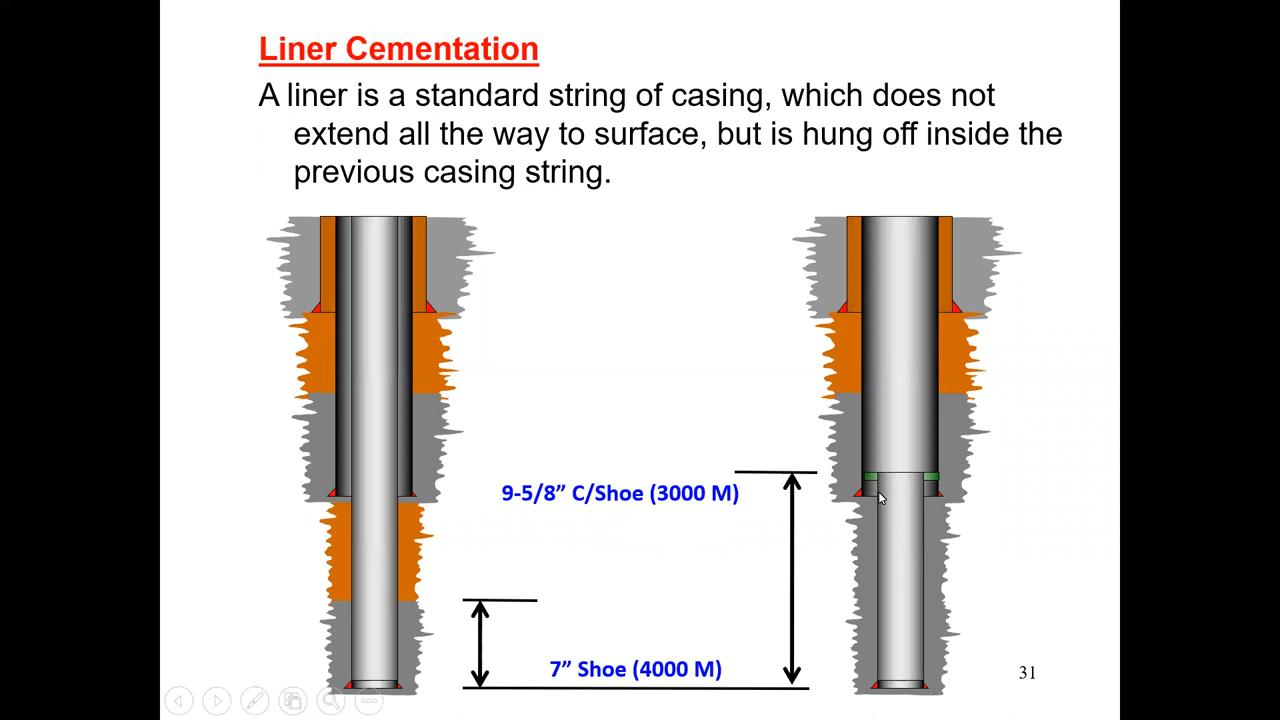 Liner Cementation
A liner is a standard string of casing, which does not
extend all the way to surface, but is hung off inside the
previous casing string.
9-5/8” C/Shoe (3000 M)
7” Shoe (4000 M)
31